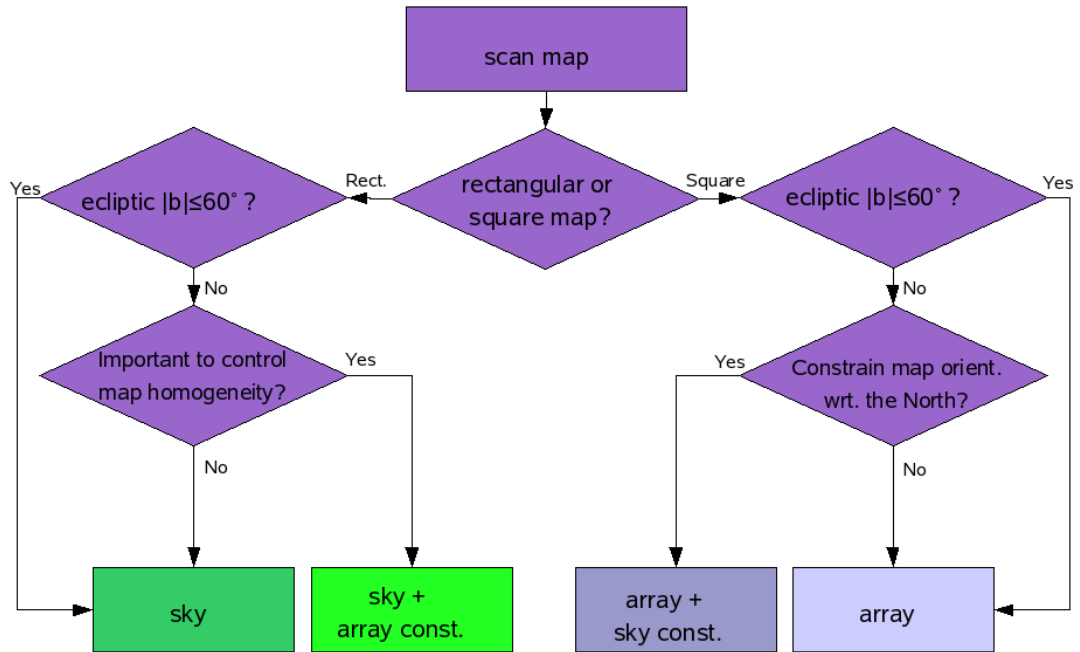 scan map
Yes
ecliptic |b|≤60° ?
Rect.
rectangular or
square map?
Square
ecliptic |b|≤60° ?
Yes
No
No
Important to control
map homogeneity?
Yes
Yes
Constrain map orient.
wrt. the North?
No
No
sky
sky +
array const.
array +
sky const.
array